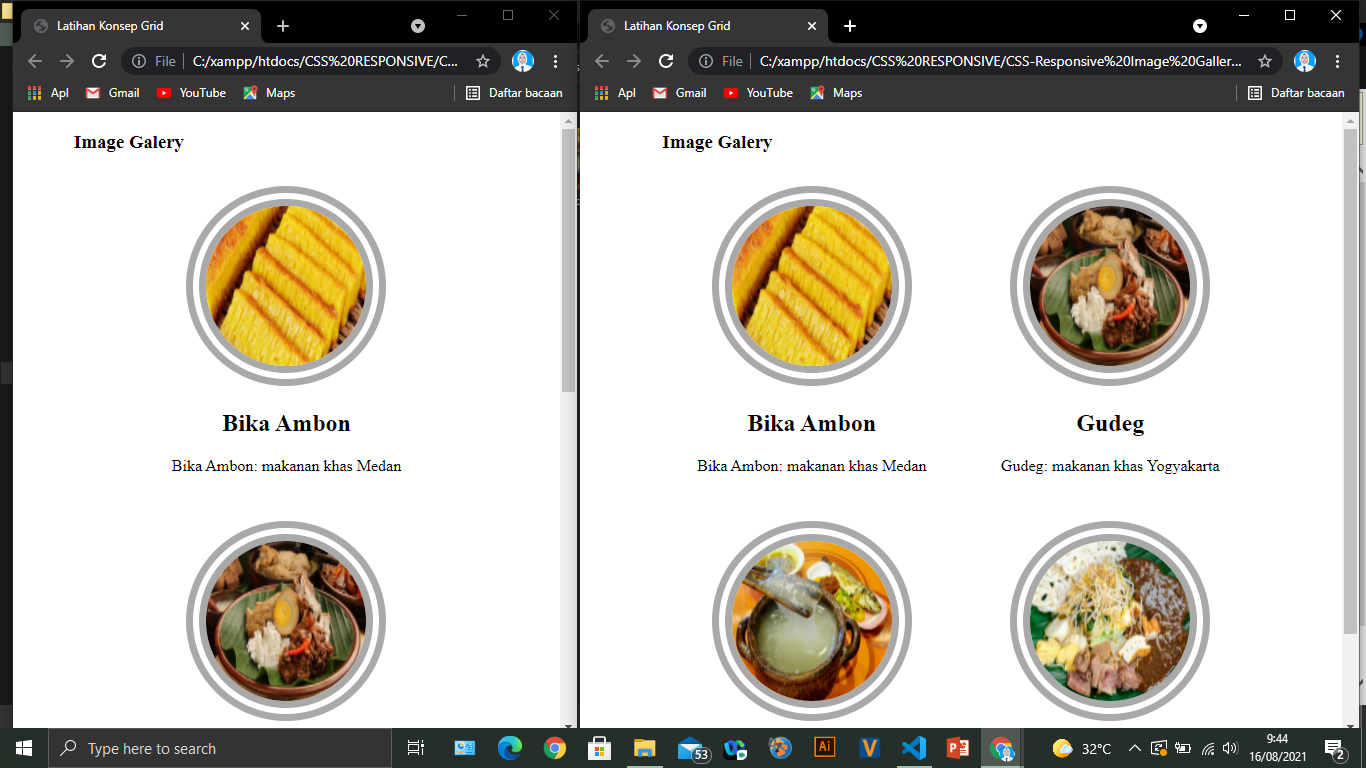 Latihan Konsep Grid
File
C:/xampp/htdocs/CSS%20RESPONSIVE/C...
Apl
Gmail
YouTube
Maps
Daftar bacaan
Image Galery
Bika Ambon
Bika Ambon: makanan khas Medan
Latihan Konsep Grid
File
C:/xampp/htdocs/CSS%20RESPONSIVE/CSS-Responsive%20Image%20Galler...
Apl
Gmail
YouTube
Maps
Daftar bacaan
Image Galery
Bika Ambon
Gudeg
Bika Ambon: makanan khas Medan
Gudeg: makanan khas Yogyakarta
Type here to search
53
Ai
32°C
9:44
16/08/2021
2